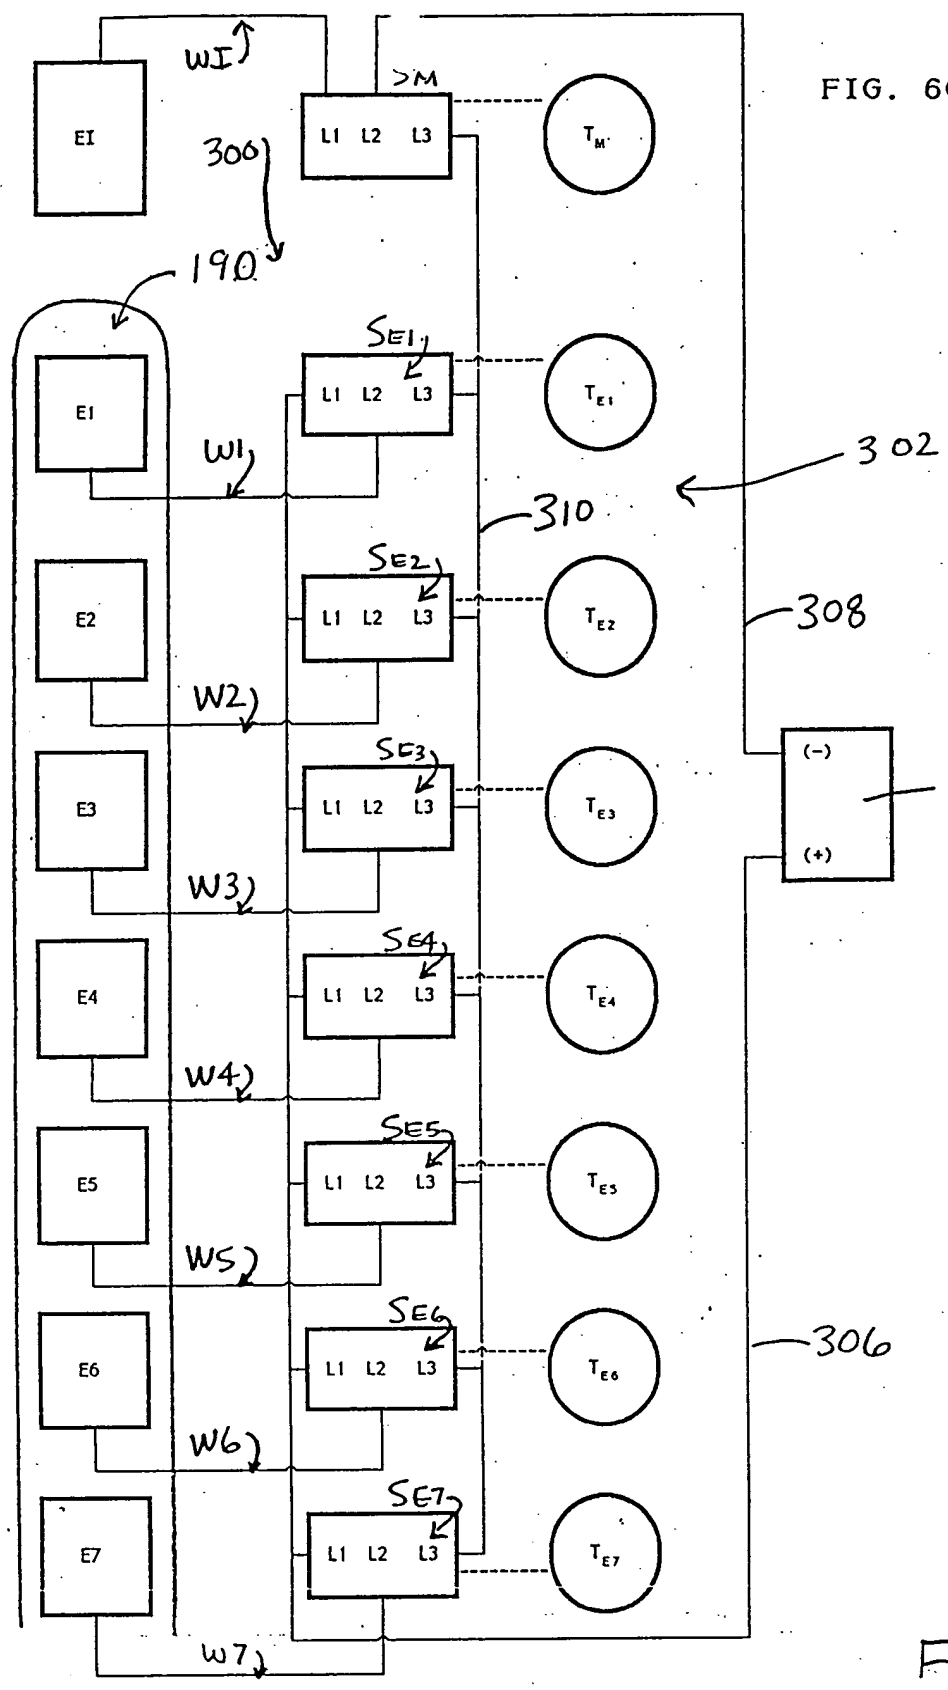 WI
>M
FIG. 6
EI
L1 L2 L3
TM
300
190
SE1
E1
L1 L2 L3
TE1
W1
302
310
SE2
E2
L1 L2 L3
TE2
308
W2
SE3
(-)
E3
L1 L2 L3
TE3
(+)
W3
SE4
E4
L1 L2 L3
TE4
W4
SE5
E5
L1 L2 L3
TE5
W5
SE6
306
E6
L1 L2 L3
TE6
W6
SE7
E7
L1 L2 L3
TE7
W7